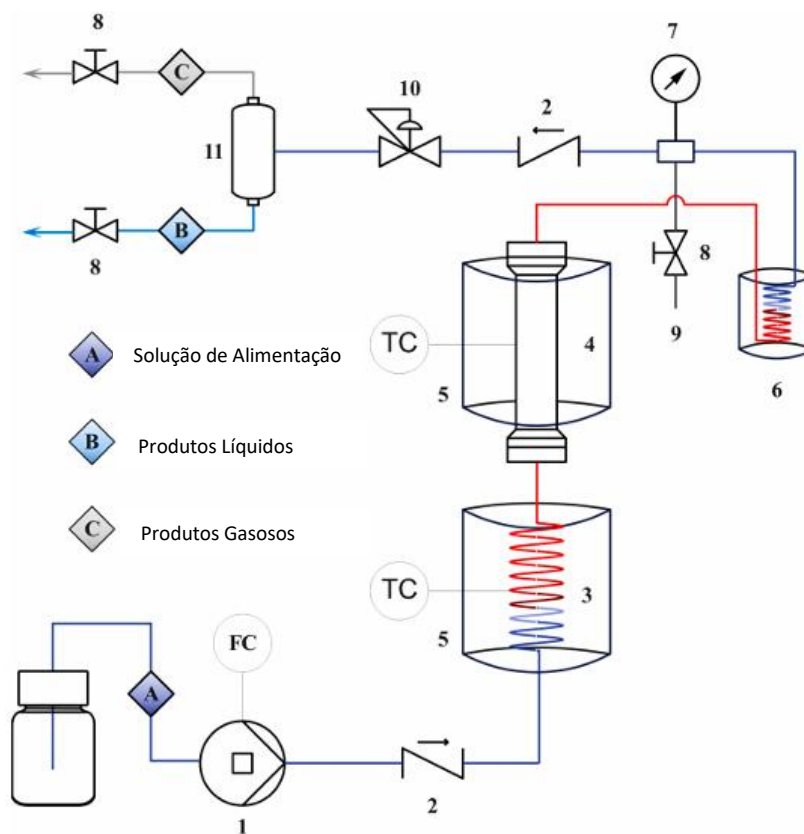 8
7
C
10
2
11
B
8
8
TC
4
9
5
6
A Solução de Alimentação
B Produtos Líquidos
C Produtos Gasosos
TC
3
5
FC
A
2
1